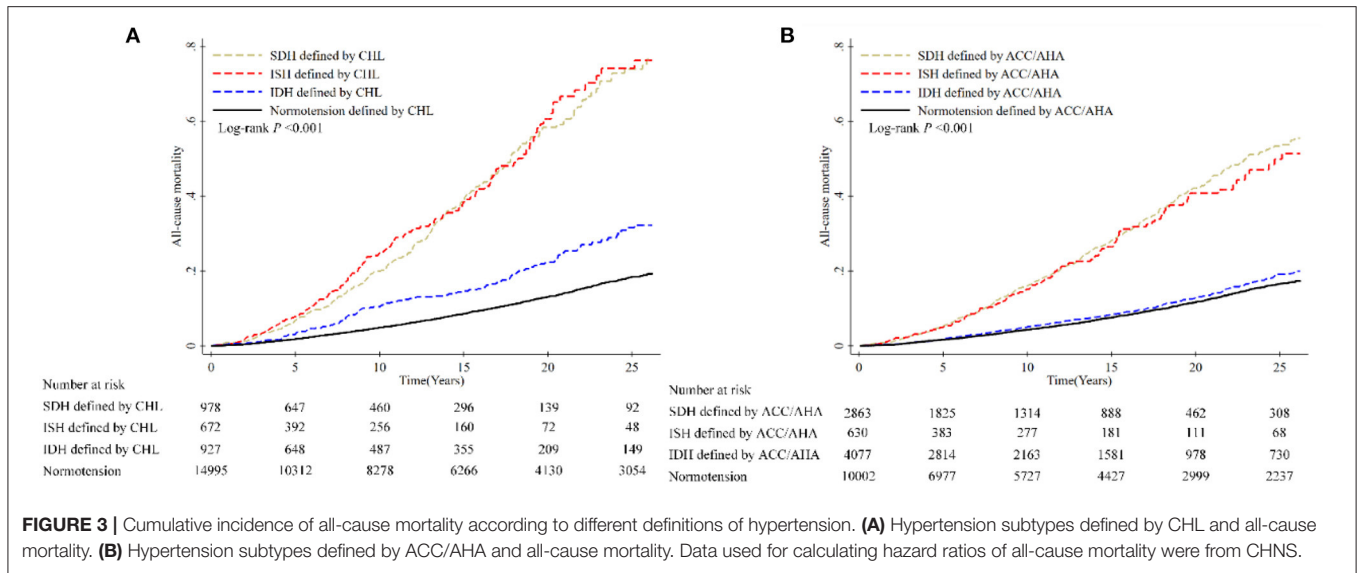 A
SDH defined by CHL
ISH defined by CHL
IDH defined by CHL
Normotension defined by CHL
Log-rank P <0.001
All-cause mortality
.8
.6
.4
.2
0
0 5 10 15 20 25
Time(Years)
Number at risk
SDH defined by CHL 978 647 460 296 139 92
ISH defined by CHL 672 392 256 160 72 48
IDH defined by CHL 927 648 487 355 209 149
Normotension 14995 10312 8278 6266 4130 3054
B
SDH defined by ACC/AHA
ISH defined by ACC/AHA
IDH defined by ACC/AHA
Normotension defined by ACC/AHA
Log-rank P <0.001
All-cause mortality
.8
.6
.4
.2
0
0 5 10 15 20 25
Time(Years)
Number at risk
SDH defined by ACC/AHA 2863 1825 1314 888 462 308
ISH defined by ACC/AHA 630 383 277 181 111 68
IDH defined by ACC/AHA 4077 2814 2163 1581 978 730
Normotension 10002 6977 5727 4427 2999 2237
FIGURE 3 | Cumulative incidence of all-cause mortality according to different definitions of hypertension. (A) Hypertension subtypes defined by CHL and all-cause
mortality. (B) Hypertension subtypes defined by ACC/AHA and all-cause mortality. Data used for calculating hazard ratios of all-cause mortality were from CHNS.